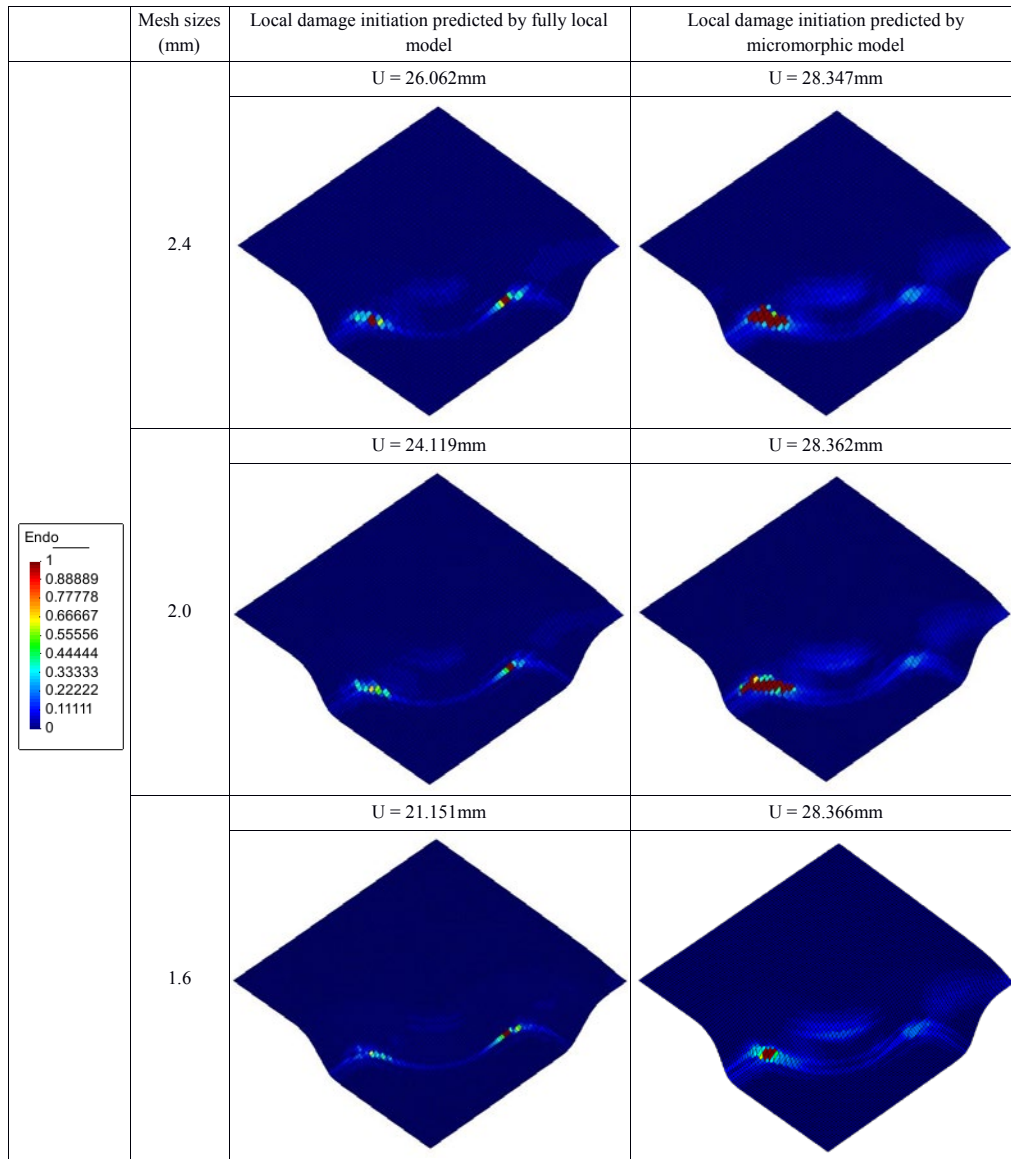 Mesh sizes
(mm)
Local damage initiation predicted by fully local
model
Local damage initiation predicted by
micromorphic model
2.4
U = 26.062mm
U = 28.347mm
2.0
U = 24.119mm
U = 28.362mm
Endo
1
0.88889
0.77778
0.66667
0.55556
0.44444
0.33333
0.22222
0.11111
0
1.6
U = 21.151mm
U = 28.366mm